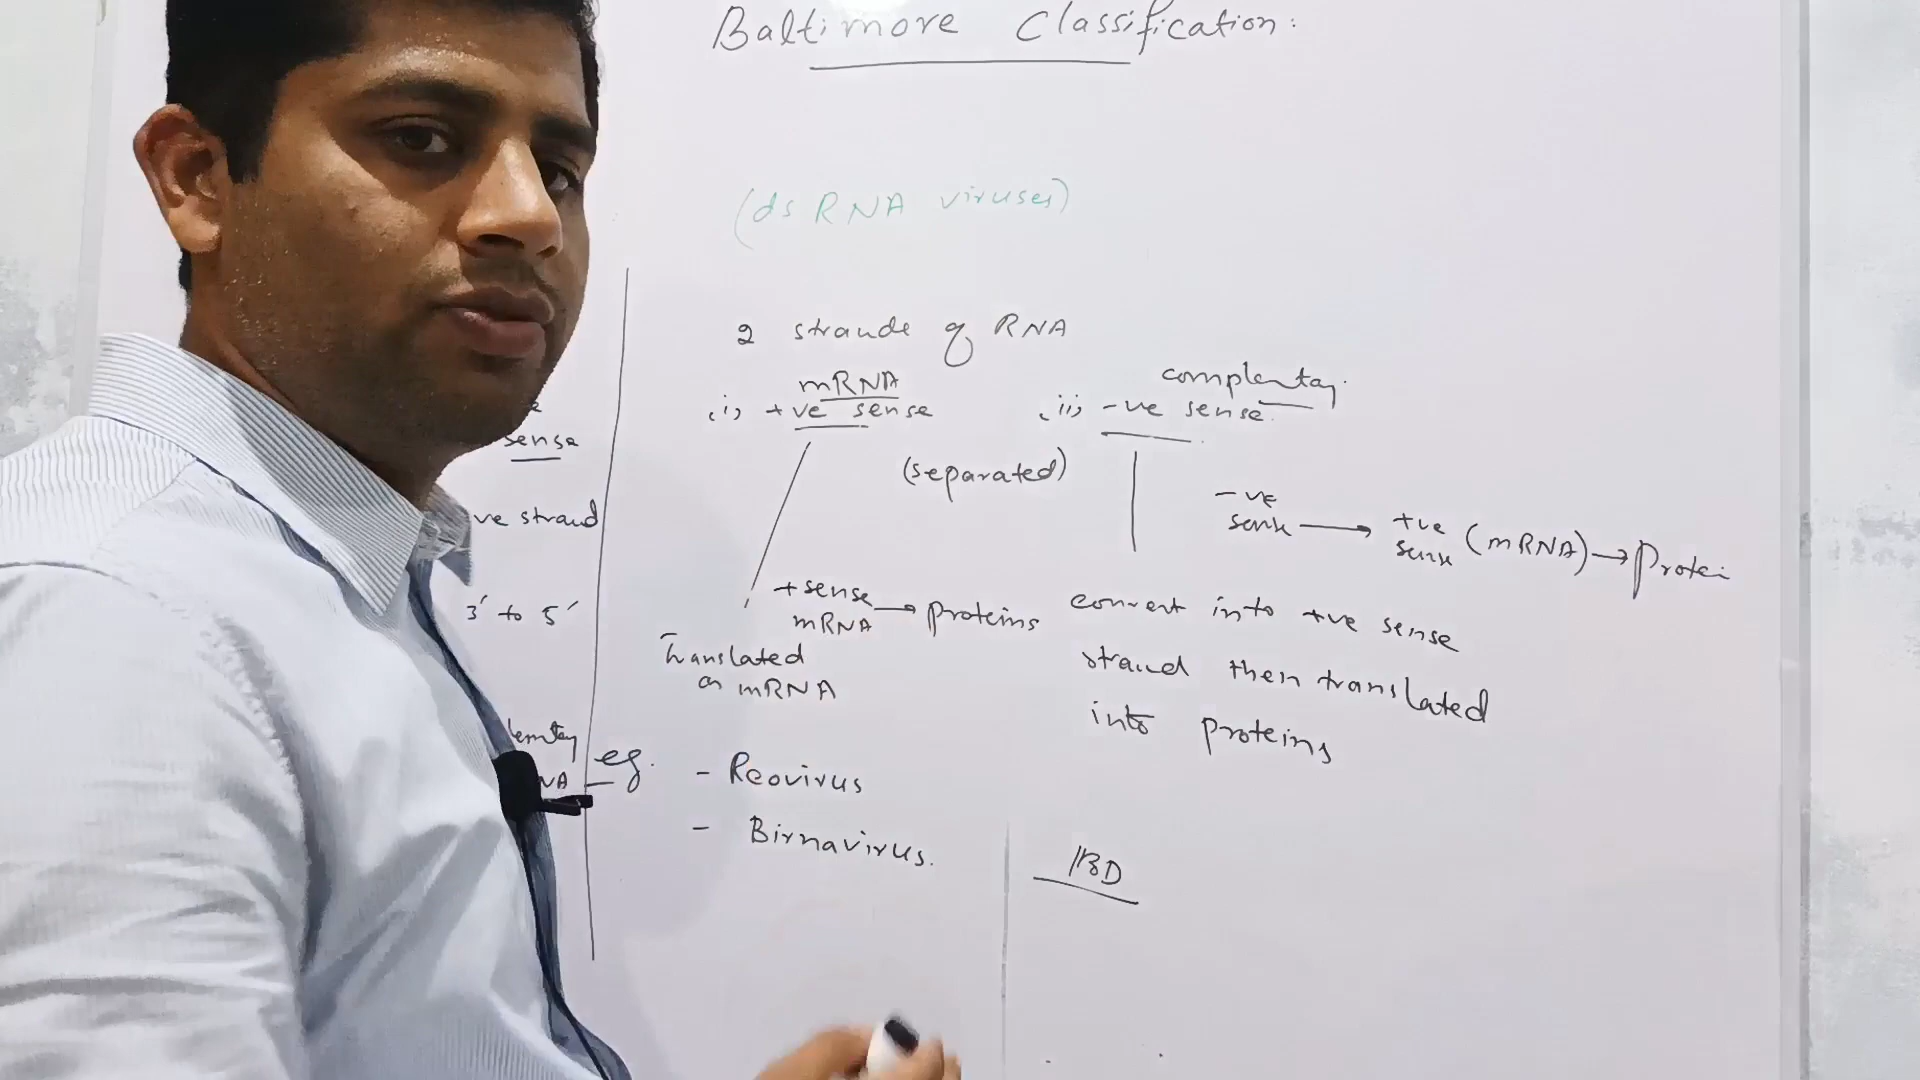 Baltimore Classification:
(ds RNA viruses)
2 strands of RNA
mRNA
(i) +ve sense
complentay.
(ii) -ve sense.
(separated)
sense
ve strand
3' to 5'
-ve sense → +ve sense (mRNA) → Protei
+sense mRNA → proteins
Translated
as mRNA
convert into +ve sense
strand then translated
into proteins
eg.
- Reovirus
- Birnavirus.
IBD